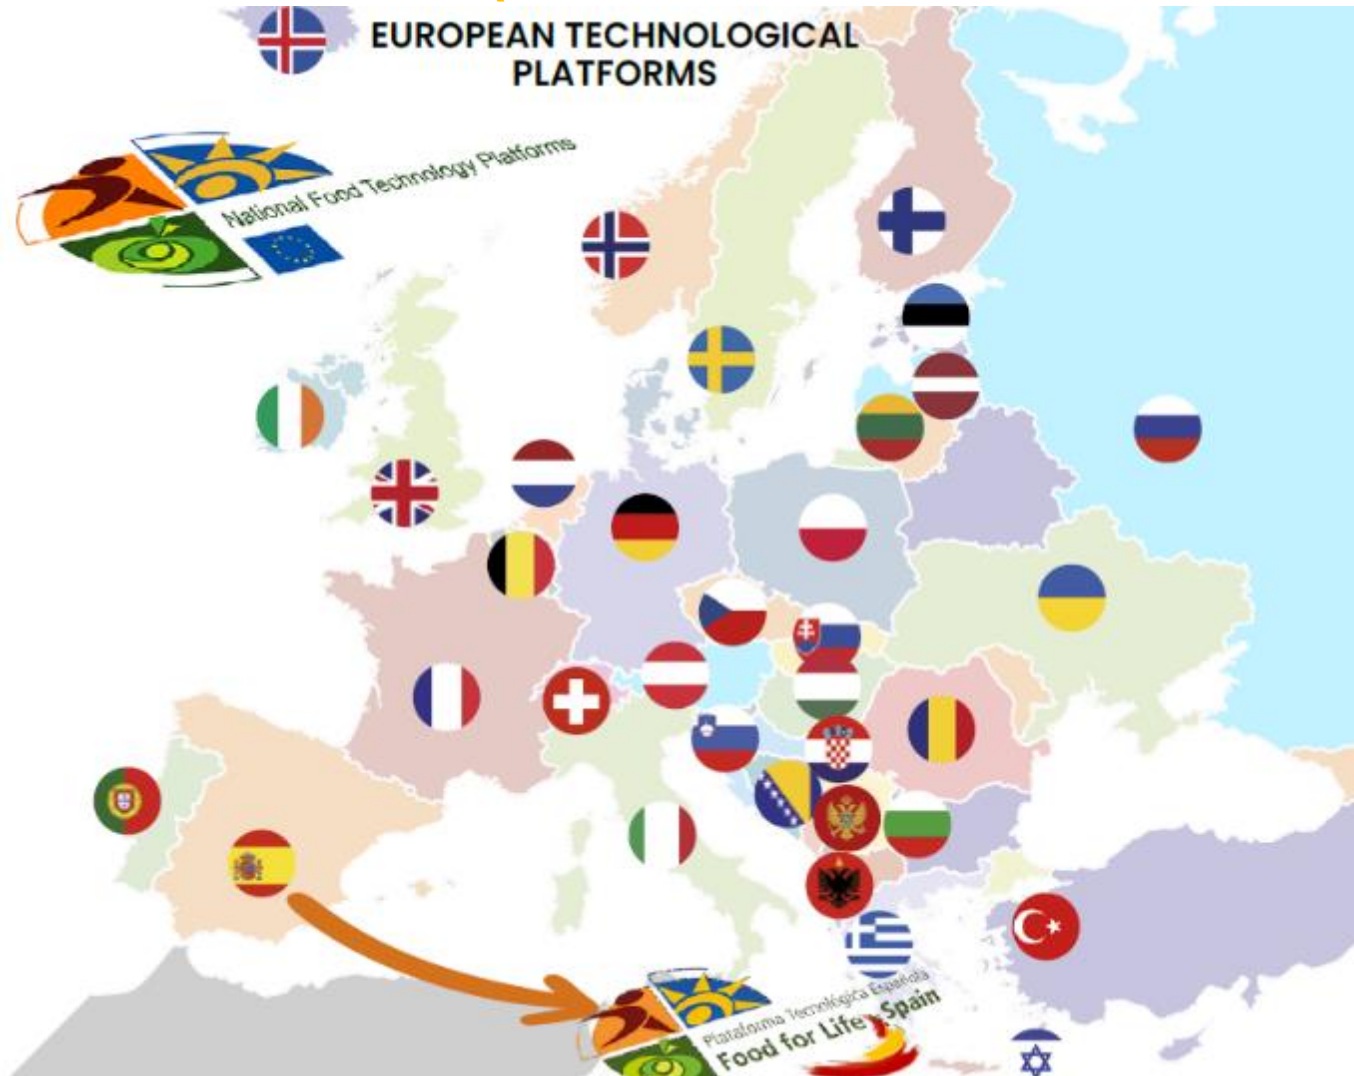 EUROPEAN TECHNOLOGICAL
PLATFORMS
National Food Technology Platforms
Plataforma Tecnológica Española
Food for Life Spain